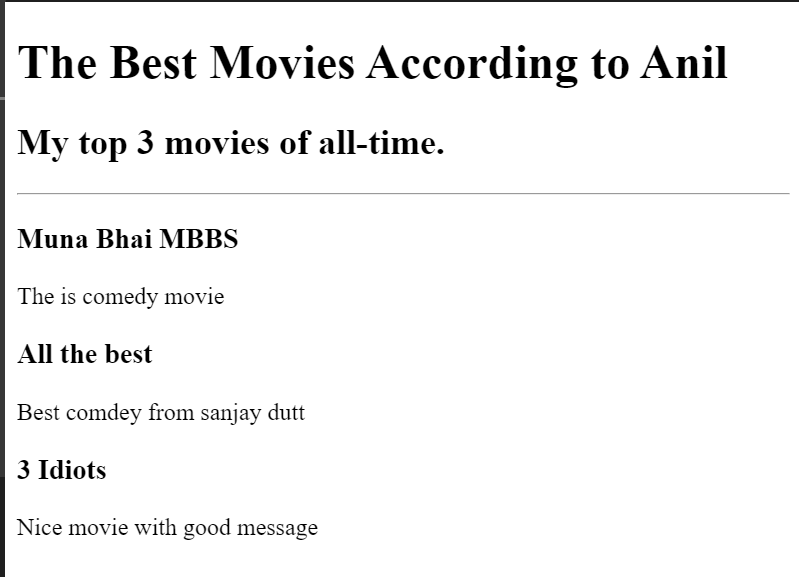 The Best Movies According to Anil
My top 3 movies of all-time.
Muna Bhai MBBS
The is comedy movie
All the best
Best comdey from sanjay dutt
3 Idiots
Nice movie with good message